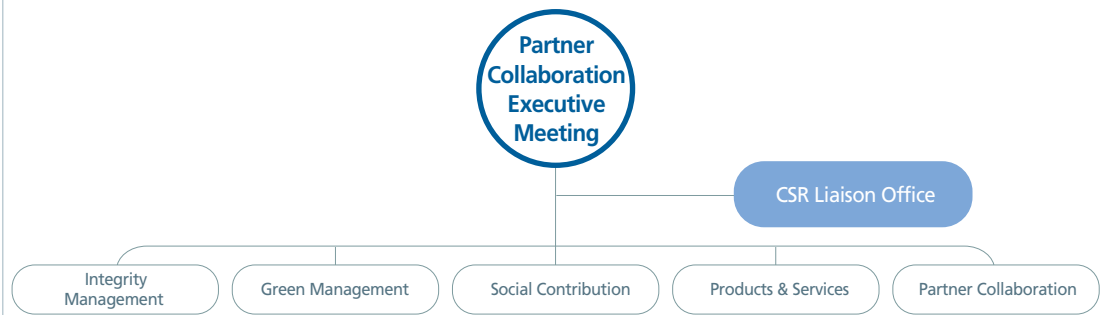 Partner
Collaboration
Executive
Meeting
CSR Liaison Office
Integrity
Management
Green Management
Social Contribution
Products & Services
Partner Collaboration